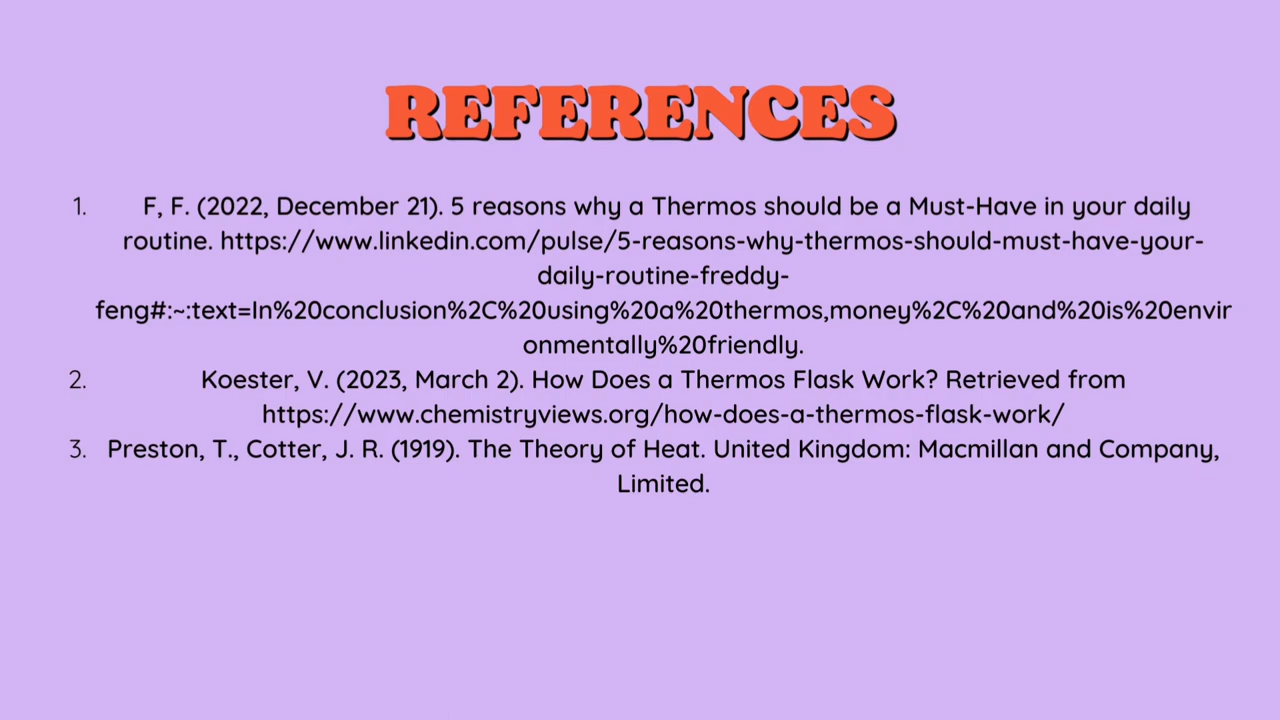 REFERENCES
1. F, F. (2022, December 21). 5 reasons why a Thermos should be a Must-Have in your daily
routine. https://www.linkedin.com/pulse/5-reasons-why-thermos-should-must-have-your-
daily-routine-freddy-
feng#:~:text=In%20conclusion%2C%20using%20a%20thermos,money%2C%20and%20is%20envir
onmentally%20friendly.
2. Koester, V. (2023, March 2). How Does a Thermos Flask Work? Retrieved from
https://www.chemistryviews.org/how-does-a-thermos-flask-work/
3. Preston, T., Cotter, J. R. (1919). The Theory of Heat. United Kingdom: Macmillan and Company,
Limited.